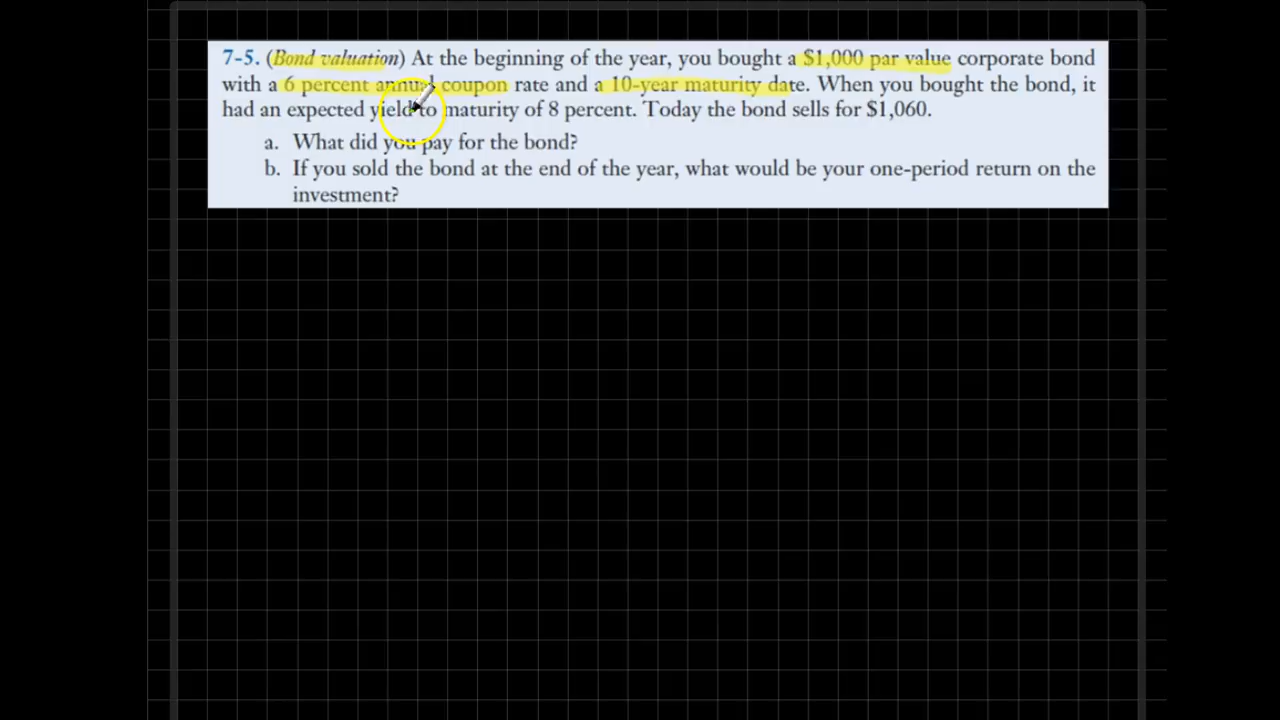 7-5. (Bond valuation) At the beginning of the year, you bought a $1,000 par value corporate bond
with a 6 percent annual coupon rate and a 10-year maturity date. When you bought the bond, it
had an expected yield to maturity of 8 percent. Today the bond sells for $1,060.
a. What did you pay for the bond?
b. If you sold the bond at the end of the year, what would be your one-period return on the
investment?